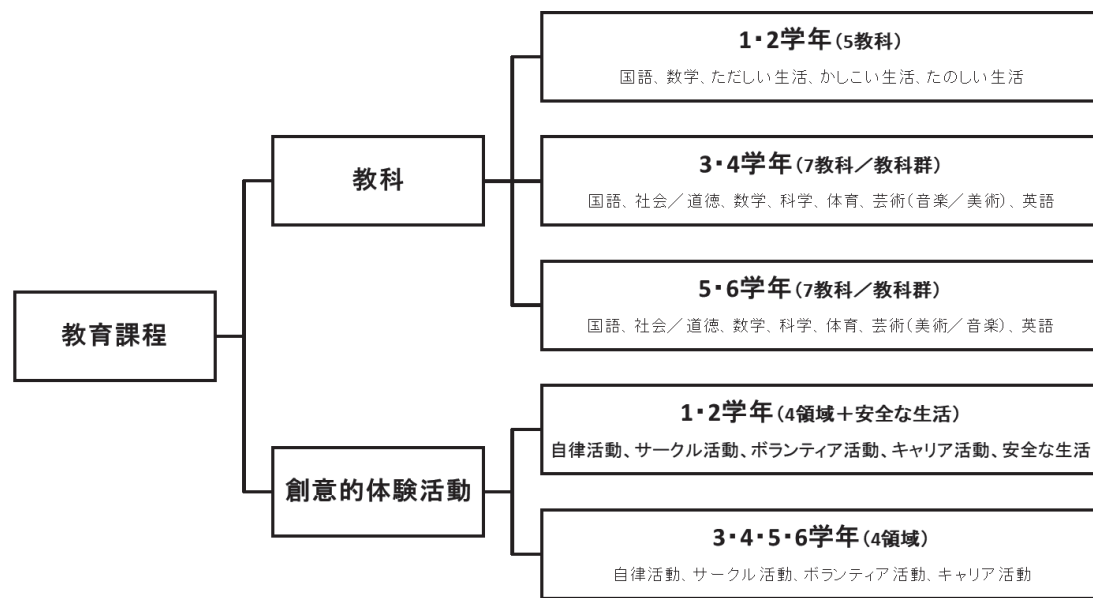 1・2学年(5教科)
国語、数学、ただしい生活、かしこい生活、たのしい生活
教科
3・4学年(7教科／教科群)
国語、社会／道徳、数学、科学、体育、芸術(音楽／美術)、英語
5・6学年(7教科／教科群)
国語、社会／道徳、数学、科学、体育、芸術(美術／音楽)、英語
教育課程
1・2学年(4領域＋安全な生活)
自律活動、サークル活動、ボランティア活動、キャリア活動、安全な生活
創意的体験活動
3・4・5・6学年(4領域)
自律活動、サークル活動、ボランティア活動、キャリア活動